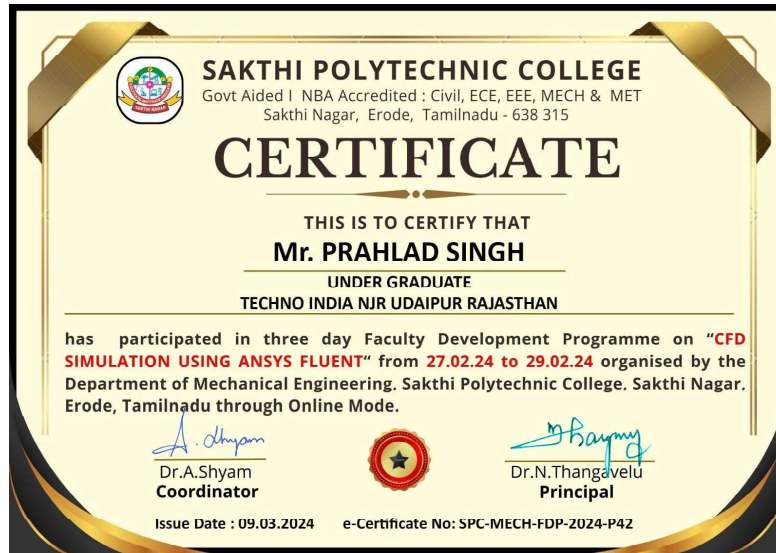 SAKTHI POLYTECHNIC COLLEGE
Govt Aided I NBA Accredited : Civil, ECE, EEE, MECH & MET
Sakthi Nagar, Erode, Tamilnadu - 638 315
SAKTHI NAGAR
CERTIFICATE
THIS IS TO CERTIFY THAT
Mr. PRAHLAD SINGH
UNDER GRADUATE
TECHNO INDIA NJR UDAIPUR RAJASTHAN
has participated in three day Faculty Development Programme on “CFD
SIMULATION USING ANSYS FLUENT“ from 27.02.24 to 29.02.24 organised by the
Department of Mechanical Engineering, Sakthi Polytechnic College, Sakthi Nagar,
Erode, Tamilnadu through Online Mode.
A. Shyam
Dr.A.Shyam
Coordinator
Dr.N.Thangavelu
Principal
Issue Date : 09.03.2024 e-Certificate No: SPC-MECH-FDP-2024-P42